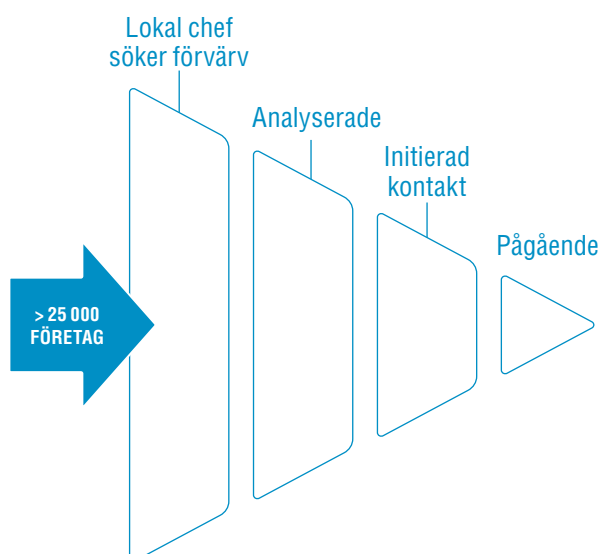 Lokal chef
söker förvärv
Analyserade
Initierad
kontakt
Pågående
> 25 000
FÖRETAG